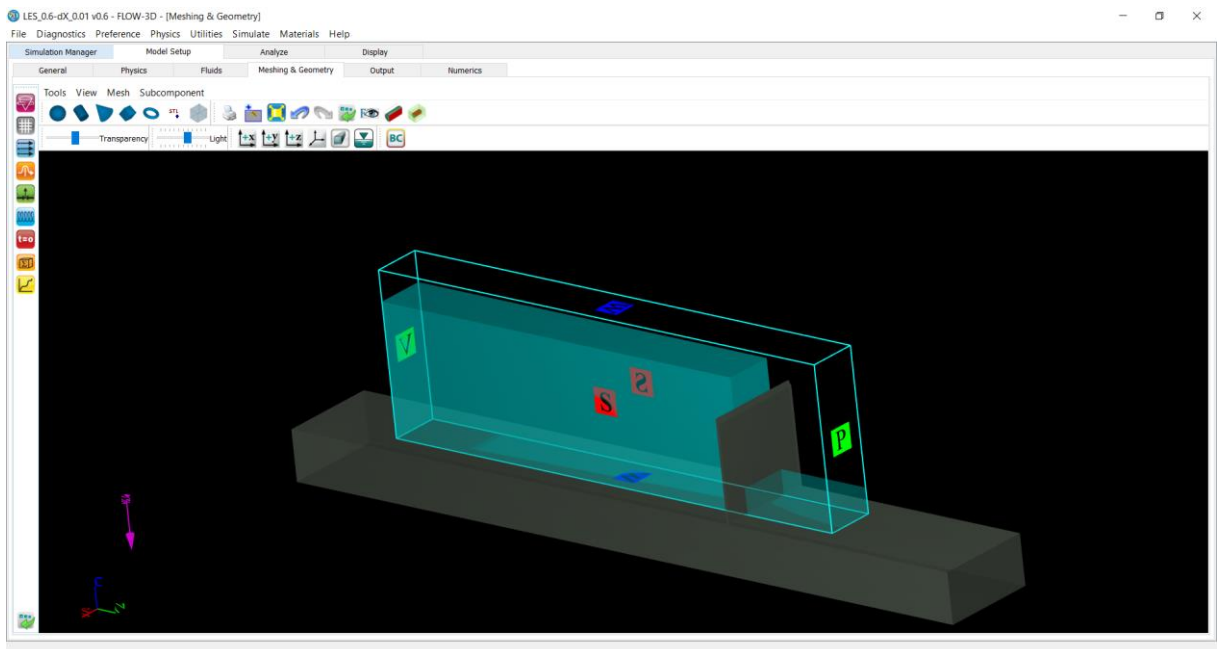 LES_0.6-dX_0.01 v0.6 - FLOW-3D - [Meshing & Geometry]
File Diagnostics Preference Physics Utilities Simulate Materials Help
Simulation Manager Model Setup Analyze Display
General Physics Fluids Meshing & Geometry Output Numerics
Tools View Mesh Subcomponent
STL
Transparency Light +X +Y +Z BC
t=0
V
S
S
P